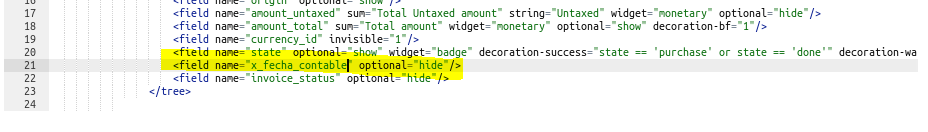 16 <field name="origin" optional="show"/>
17 <field name="amount_untaxed" sum="Total Untaxed amount" string="Untaxed" widget="monetary" optional="hide"/>
18 <field name="amount_total" sum="Total amount" widget="monetary" optional="show" decoration-bf="1"/>
19 <field name="currency_id" invisible="1"/>
20 <field name="state" optional="show" widget="badge" decoration-success="state == 'purchase' or state == 'done'" decoration-wa
21 <field name="x_fecha_contable" optional="hide"/>
22 <field name="invoice_status" optional="hide"/>
23 </tree>
24